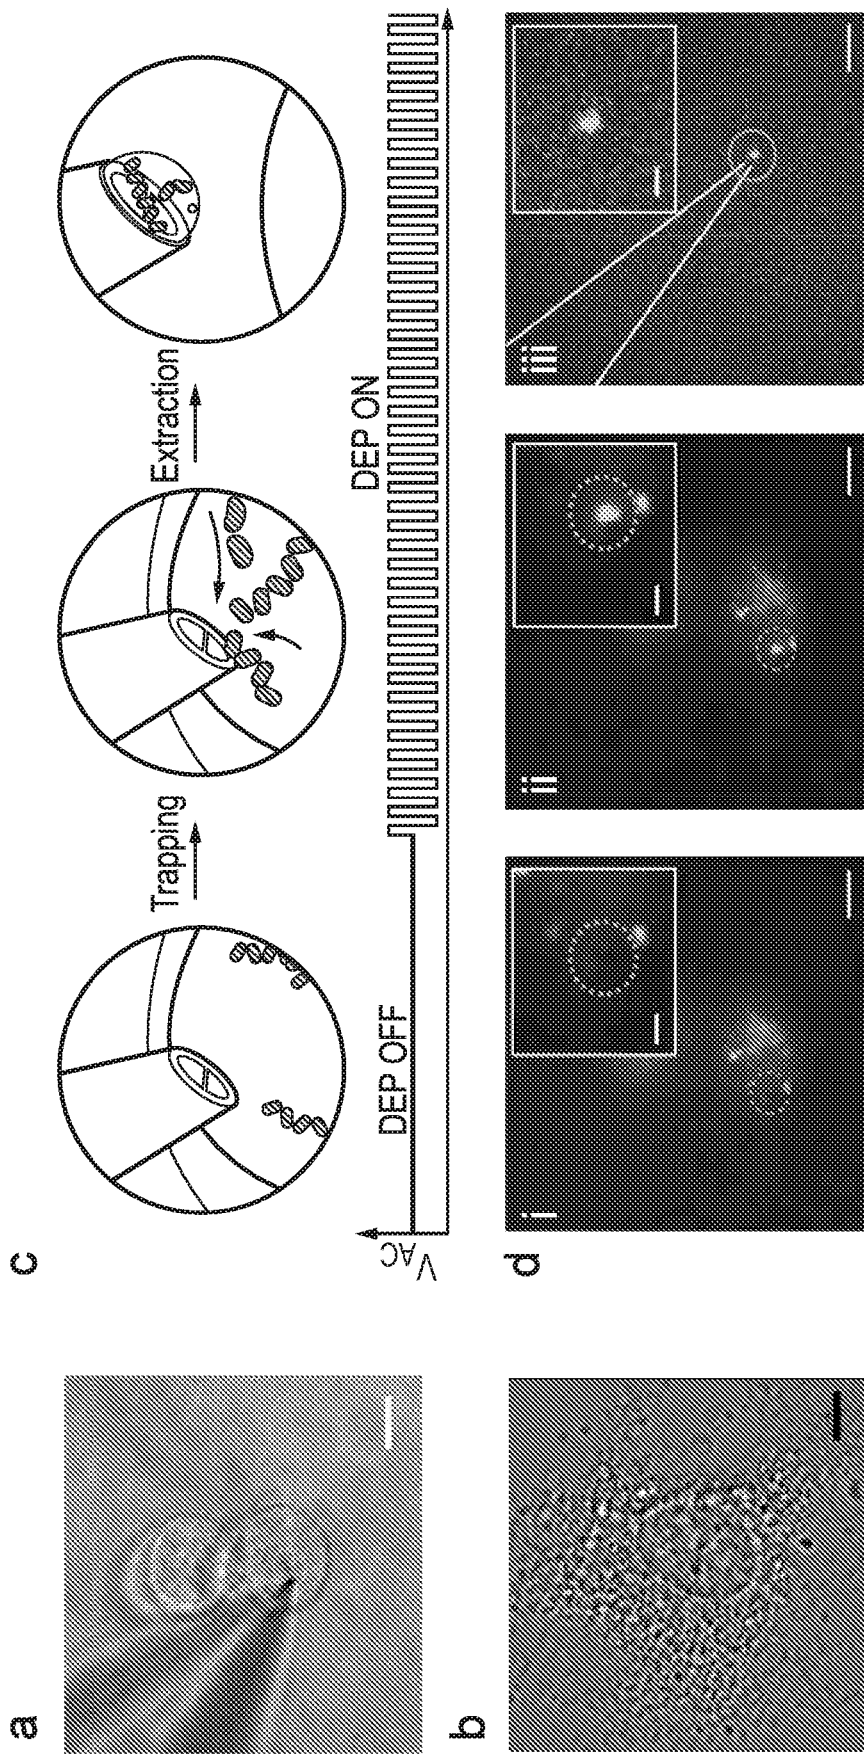 a
b
c
Trapping
Extraction
DEP OFF
DEP ON
VAC
d
i
ii
iii